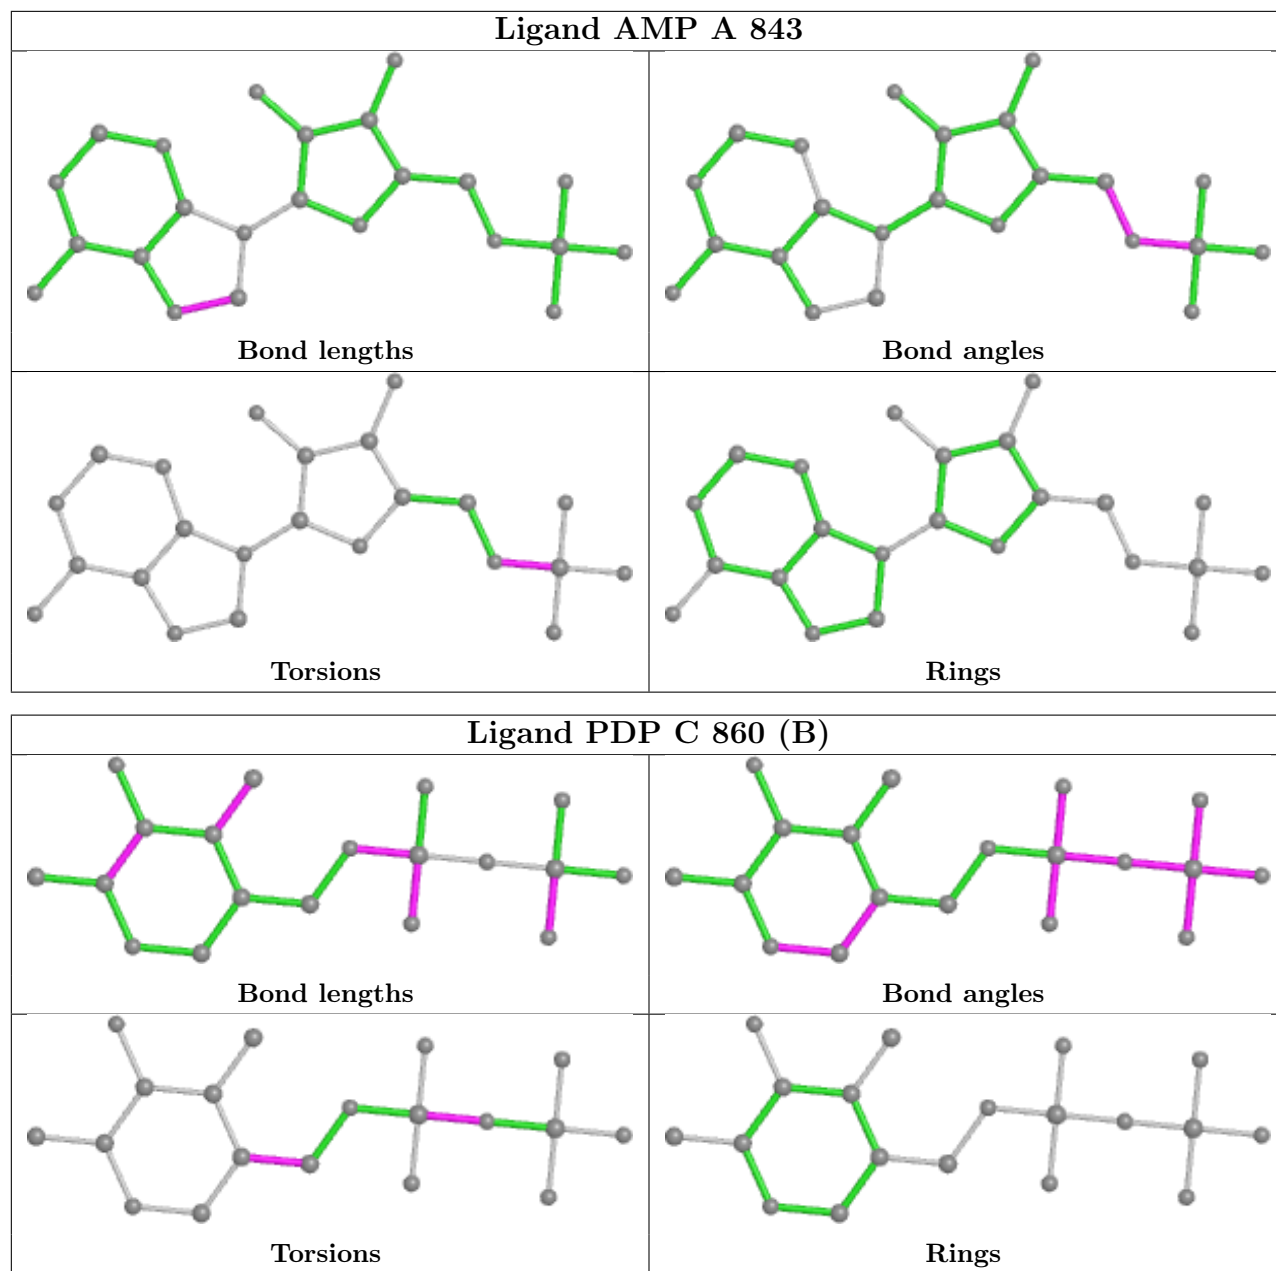 Ligand AMP A 843
Bond lengths
Bond angles
Torsions
Rings
Ligand PDP C 860 (B)
Bond lengths
Bond angles
Torsions
Rings